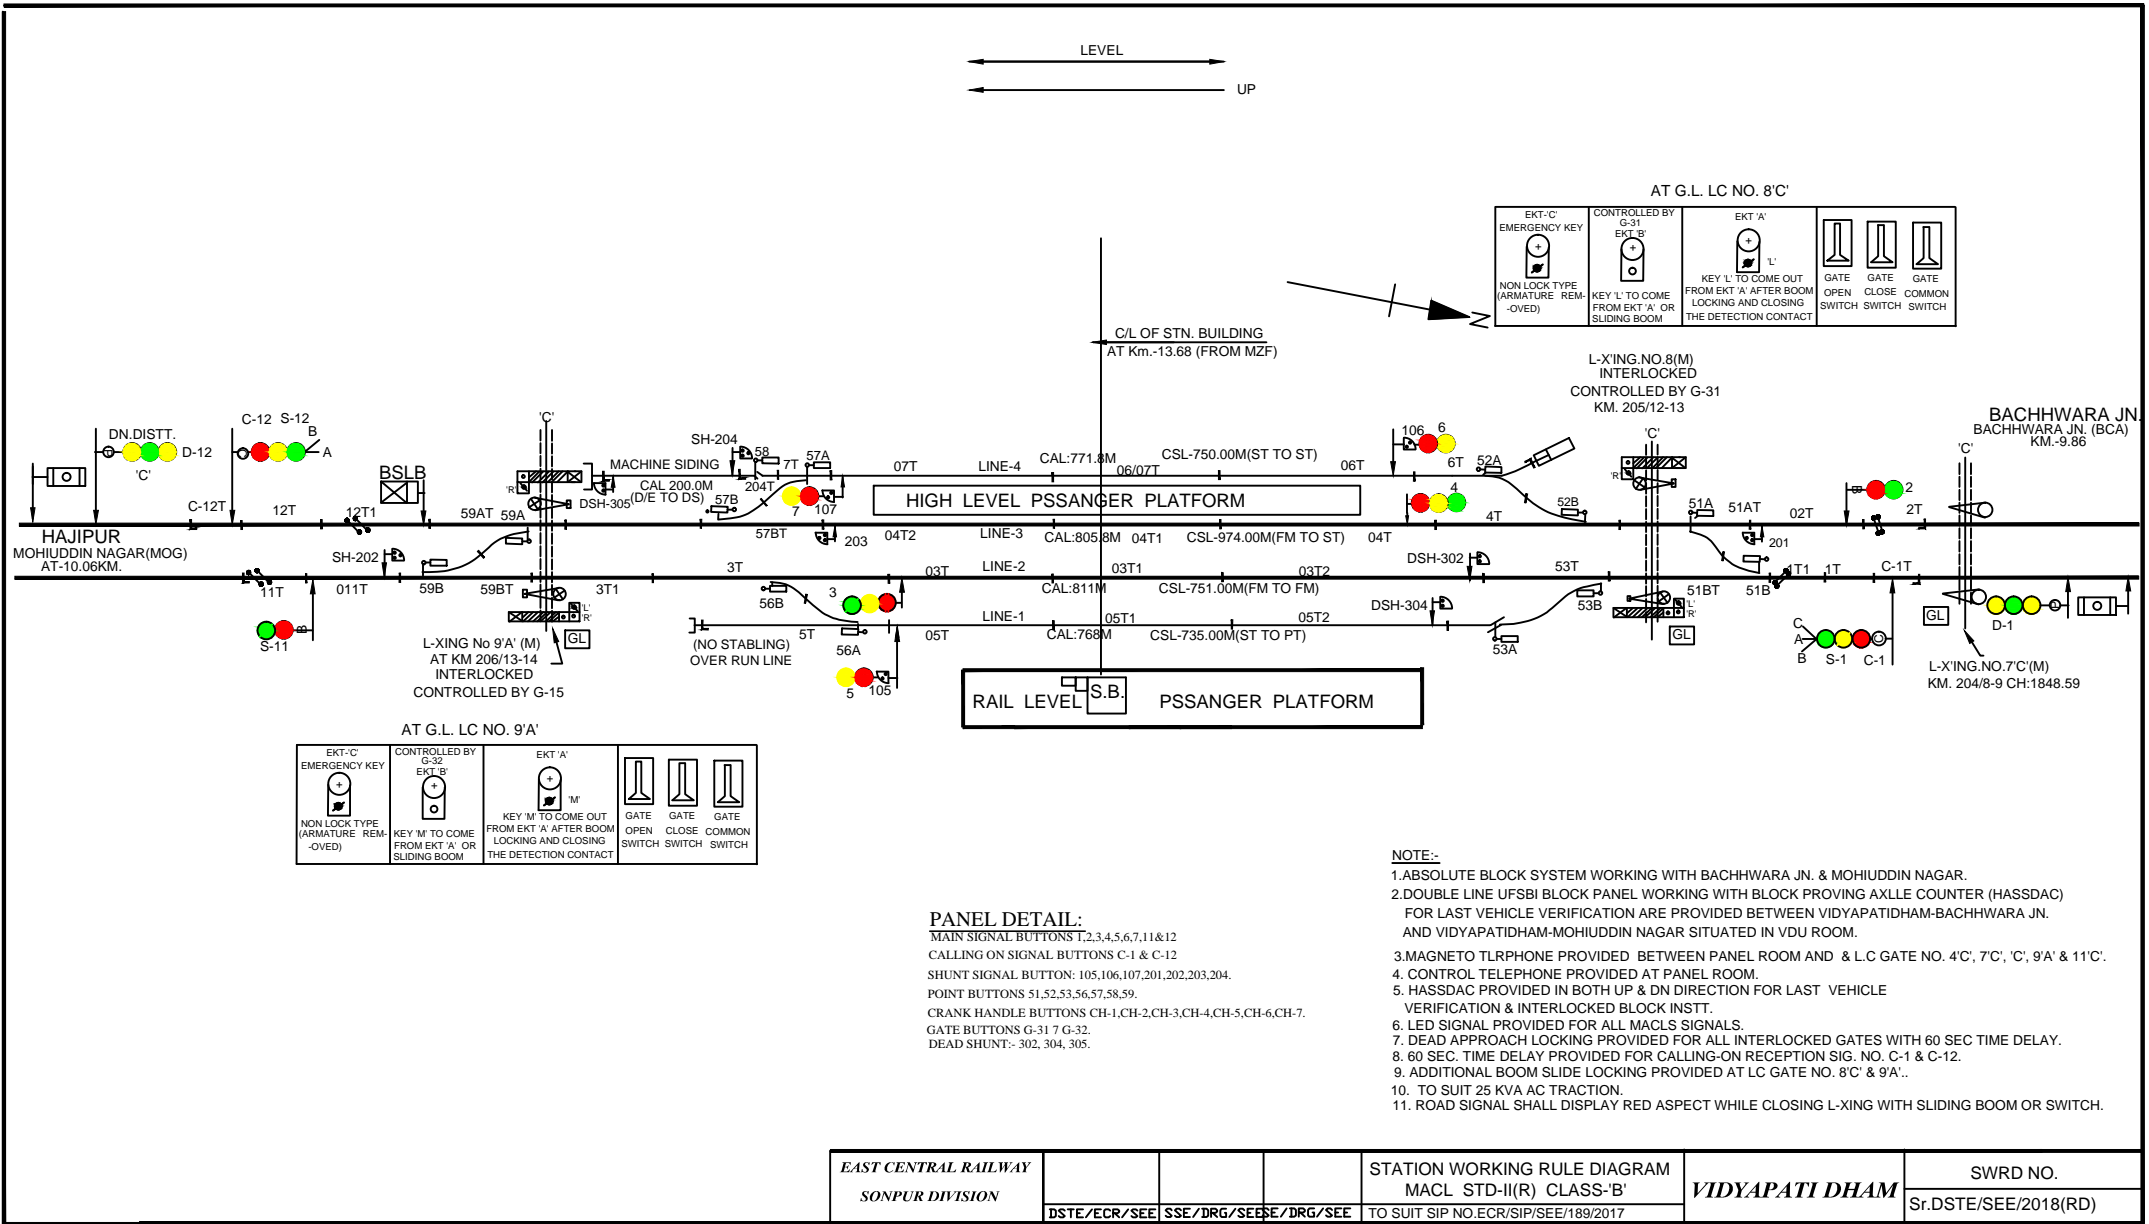 LEVEL
UP
AT G.L. LC NO. 8'C'
EKT-'C'
EMERGENCY KEY
NON LOCK TYPE
(ARMATURE REM-
-OVED)
CONTROLLED BY
G-31
EKT 'B'
KEY 'L' TO COME
FROM EKT 'A' OR
SLIDING BOOM
EKT 'A'
'L'
KEY 'L' TO COME OUT
FROM EKT 'A' AFTER BOOM
LOCKING AND CLOSING
THE DETECTION CONTACT
GATE OPEN SWITCH
GATE CLOSE SWITCH
GATE COMMON SWITCH
N
C/L OF STN. BUILDING
AT Km.-13.68 (FROM MZF)
L-X'ING.NO.8(M)
INTERLOCKED
CONTROLLED BY G-31
KM. 205/12-13
BACHHWARA JN.
BACHHWARA JN. (BCA)
KM.-9.86
DN.DISTT.
D-12
'C'
C-12 S-12
B
A
BSLB
'C'
'R'
MACHINE SIDING
CAL 200.0M
(D/E TO DS)
DSH-305
SH-204
58
7T
57A
204T
57B
7
107
07T
LINE-4
CAL:771.8M
06/07T
CSL-750.00M(ST TO ST)
06T
106
6
6T
52A
4
4T
52B
HIGH LEVEL PSSANGER PLATFORM
'C'
'R'
51A
51AT
02T
2
2T
'C'
C-12T
12T
12T1
59AT
59A
57BT
203
04T2
LINE-3
CAL:805.8M
04T1
CSL-974.00M(FM TO ST)
04T
201
HAJIPUR
MOHIUDDIN NAGAR(MOG)
AT-10.06KM.
SH-202
11T
011T
59B
59BT
3T1
3T
03T
LINE-2
03T1
03T2
CAL:811M
CSL-751.00M(FM TO FM)
DSH-302
53T
51BT
51B
1T1
1T
C-1T
S-11
B
'L'
'R'
GL
56B
3
5T
56A
05T
LINE-1
05T1
05T2
CAL:768M
CSL-735.00M(ST TO PT)
DSH-304
53A
53B
'L'
'R'
GL
C
A
B
S-1
C-1
GL
D-1
(NO STABLING)
OVER RUN LINE
5
105
L-XING No 9'A' (M)
AT KM 206/13-14
INTERLOCKED
CONTROLLED BY G-15
L-X'ING.NO.7'C'(M)
KM. 204/8-9 CH:1848.59
RAIL LEVEL
S.B.
PSSANGER PLATFORM
AT G.L. LC NO. 9'A'
EKT-'C'
EMERGENCY KEY
NON LOCK TYPE
(ARMATURE REM-
-OVED)
CONTROLLED BY
G-32
EKT 'B'
KEY 'M' TO COME
FROM EKT 'A' OR
SLIDING BOOM
EKT 'A'
'M'
KEY 'M' TO COME OUT
FROM EKT 'A' AFTER BOOM
LOCKING AND CLOSING
THE DETECTION CONTACT
GATE OPEN SWITCH
GATE CLOSE SWITCH
GATE COMMON SWITCH
PANEL DETAIL:
MAIN SIGNAL BUTTONS 1,2,3,4,5,6,7,11&12
CALLING ON SIGNAL BUTTONS C-1 & C-12
SHUNT SIGNAL BUTTON: 105,106,107,201,202,203,204.
POINT BUTTONS 51,52,53,56,57,58,59.
CRANK HANDLE BUTTONS CH-1,CH-2,CH-3,CH-4,CH-5,CH-6,CH-7.
GATE BUTTONS G-31 7 G-32.
DEAD SHUNT:- 302, 304, 305.
NOTE:-
1.ABSOLUTE BLOCK SYSTEM WORKING WITH BACHHWARA JN. & MOHIUDDIN NAGAR.
2.DOUBLE LINE UFSBI BLOCK PANEL WORKING WITH BLOCK PROVING AXLLE COUNTER (HASSDAC)
FOR LAST VEHICLE VERIFICATION ARE PROVIDED BETWEEN VIDYAPATIDHAM-BACHHWARA JN.
AND VIDYAPATIDHAM-MOHIUDDIN NAGAR SITUATED IN VDU ROOM.
3.MAGNETO TLRPHONE PROVIDED BETWEEN PANEL ROOM AND & L.C GATE NO. 4'C', 7'C', 'C', 9'A' & 11'C'.
4. CONTROL TELEPHONE PROVIDED AT PANEL ROOM.
5. HASSDAC PROVIDED IN BOTH UP & DN DIRECTION FOR LAST VEHICLE
VERIFICATION & INTERLOCKED BLOCK INSTT.
6. LED SIGNAL PROVIDED FOR ALL MACLS SIGNALS.
7. DEAD APPROACH LOCKING PROVIDED FOR ALL INTERLOCKED GATES WITH 60 SEC TIME DELAY.
8. 60 SEC. TIME DELAY PROVIDED FOR CALLING-ON RECEPTION SIG. NO. C-1 & C-12.
9. ADDITIONAL BOOM SLIDE LOCKING PROVIDED AT LC GATE NO. 8'C' & 9'A'..
10. TO SUIT 25 KVA AC TRACTION.
11. ROAD SIGNAL SHALL DISPLAY RED ASPECT WHILE CLOSING L-XING WITH SLIDING BOOM OR SWITCH.
EAST CENTRAL RAILWAY
SONPUR DIVISION
DSTE/ECR/SEE
SSE/DRG/SEE
SE/DRG/SEE
STATION WORKING RULE DIAGRAM
MACL STD-II(R) CLASS-'B'
TO SUIT SIP NO.ECR/SIP/SEE/189/2017
VIDYAPATI DHAM
SWRD NO.
Sr.DSTE/SEE/2018(RD)